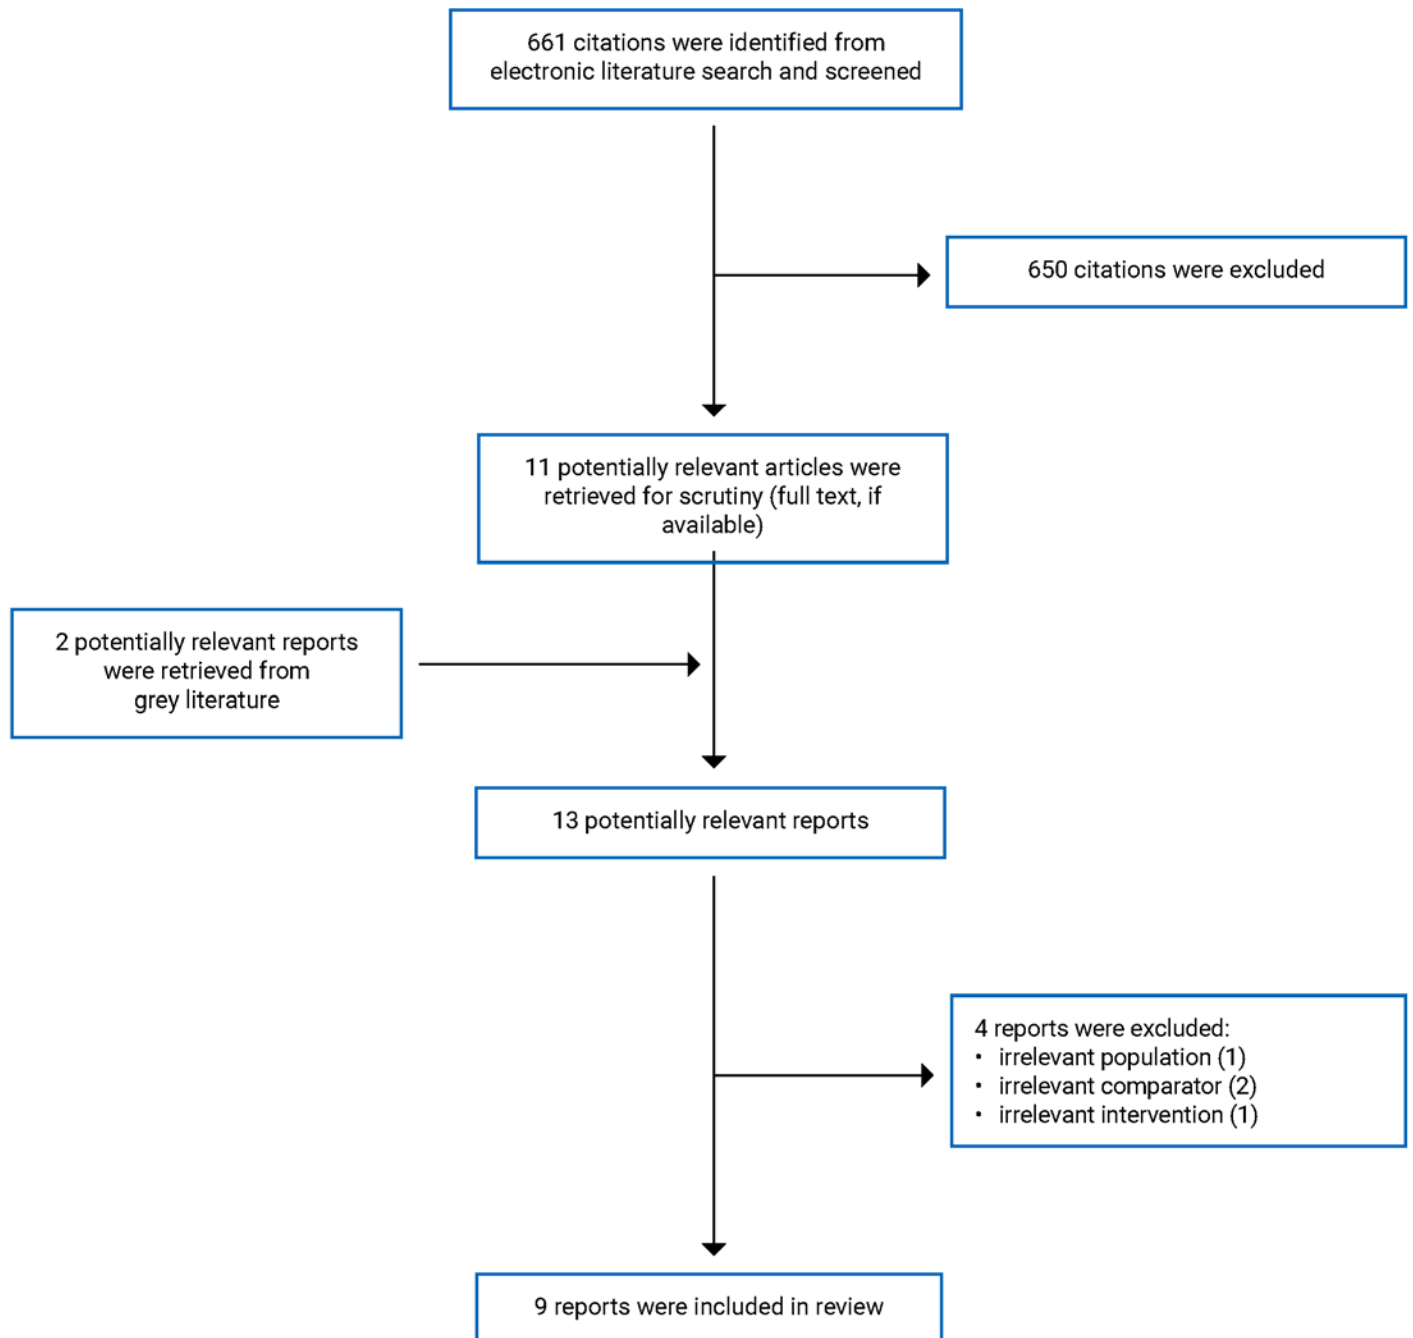 661 citations were identified from
electronic literature search and screened
650 citations were excluded
11 potentially relevant articles were
retrieved for scrutiny (full text, if
available)
2 potentially relevant reports
were retrieved from
grey literature
13 potentially relevant reports
4 reports were excluded:
• irrelevant population (1)
• irrelevant comparator (2)
• irrelevant intervention (1)
9 reports were included in review